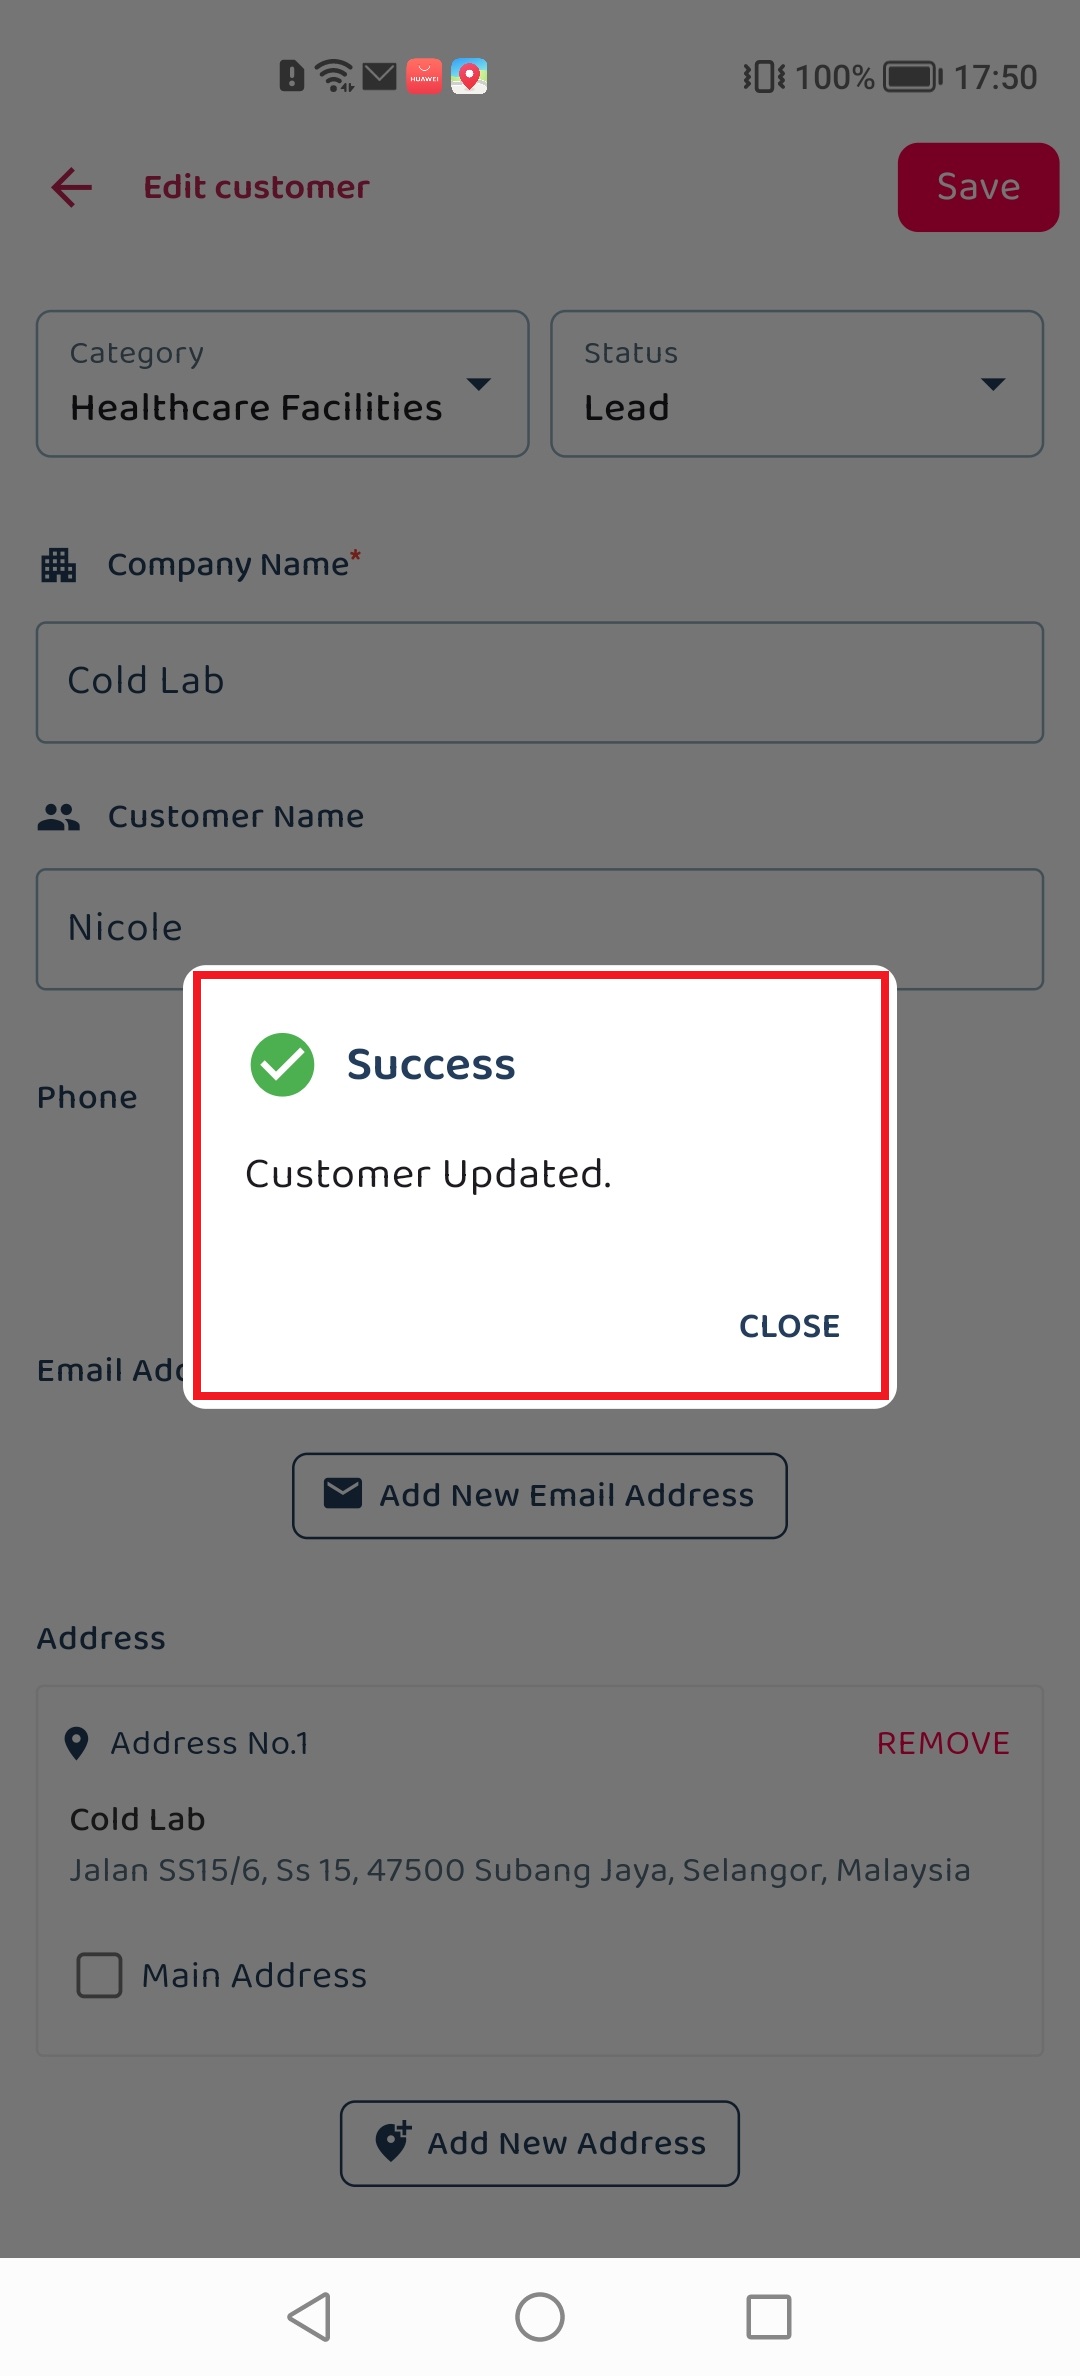 HUAWEI
100% 17:50
Edit customer
Save
Category
Healthcare Facilities
Status
Lead
Company Name*
Cold Lab
Customer Name
Nicole
Success
Phone
Customer Updated.
CLOSE
Email
Add New Email Address
Address
Address No.1
REMOVE
Cold Lab
Jalan SS15/6, Ss 15, 47500 Subang Jaya, Selangor, Malaysia
Main Address
Add New Address